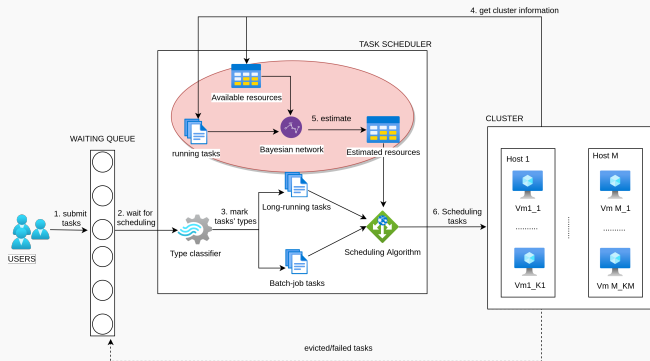 4. get cluster information
TASK SCHEDULER
Available resources
5. estimate
CLUSTER
WAITING QUEUE
running tasks
Bayesian network
Estimated resources
Host 1
Host M
1. submit
tasks
2. wait for
scheduling
3. mark
tasks' types
Long-running tasks
Vm1_1
Vm M_1
6. Scheduling
tasks
USERS
Type classifier
Scheduling Algorithm
..........
..........
Batch-job tasks
Vm1_K1
Vm M_KM
evicted/failed tasks